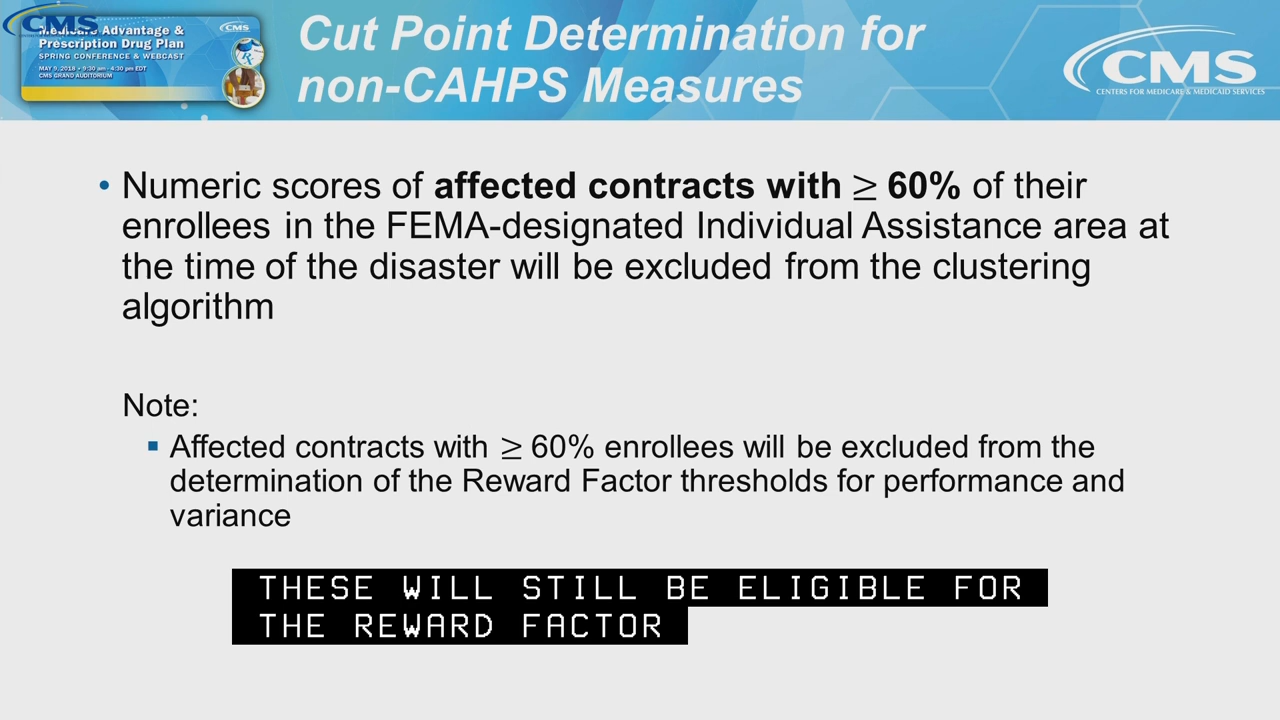 CMS
Medicare Advantage &
Prescription Drug Plan
SPRING CONFERENCE & WEBCAST
MAY 9, 2018 • 9:30 am - 4:30 pm EDT
CMS GRAND AUDITORIUM
CMS
Cut Point Determination for
non-CAHPS Measures
CMS
CENTERS FOR MEDICARE & MEDICAID SERVICES
• Numeric scores of affected contracts with ≥ 60% of their
enrollees in the FEMA-designated Individual Assistance area at
the time of the disaster will be excluded from the clustering
algorithm
Note:
▪ Affected contracts with ≥ 60% enrollees will be excluded from the
determination of the Reward Factor thresholds for performance and
variance
THESE WILL STILL BE ELIGIBLE FOR
THE REWARD FACTOR